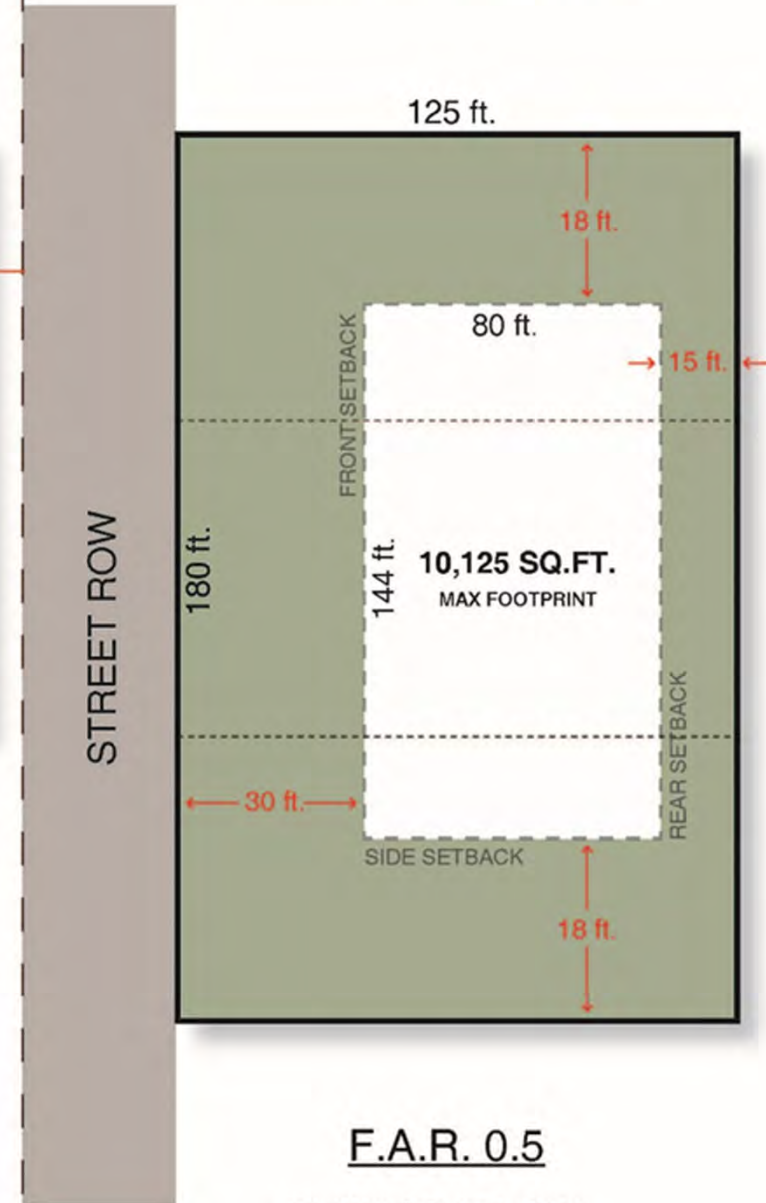 125 ft.
18 ft.
80 ft.
15 ft.
FRONT SETBACK
STREET ROW
180 ft.
144 ft.
10,125 SQ.FT.
MAX FOOTPRINT
REAR SETBACK
30 ft.
SIDE SETBACK
18 ft.
F.A.R. 0.5